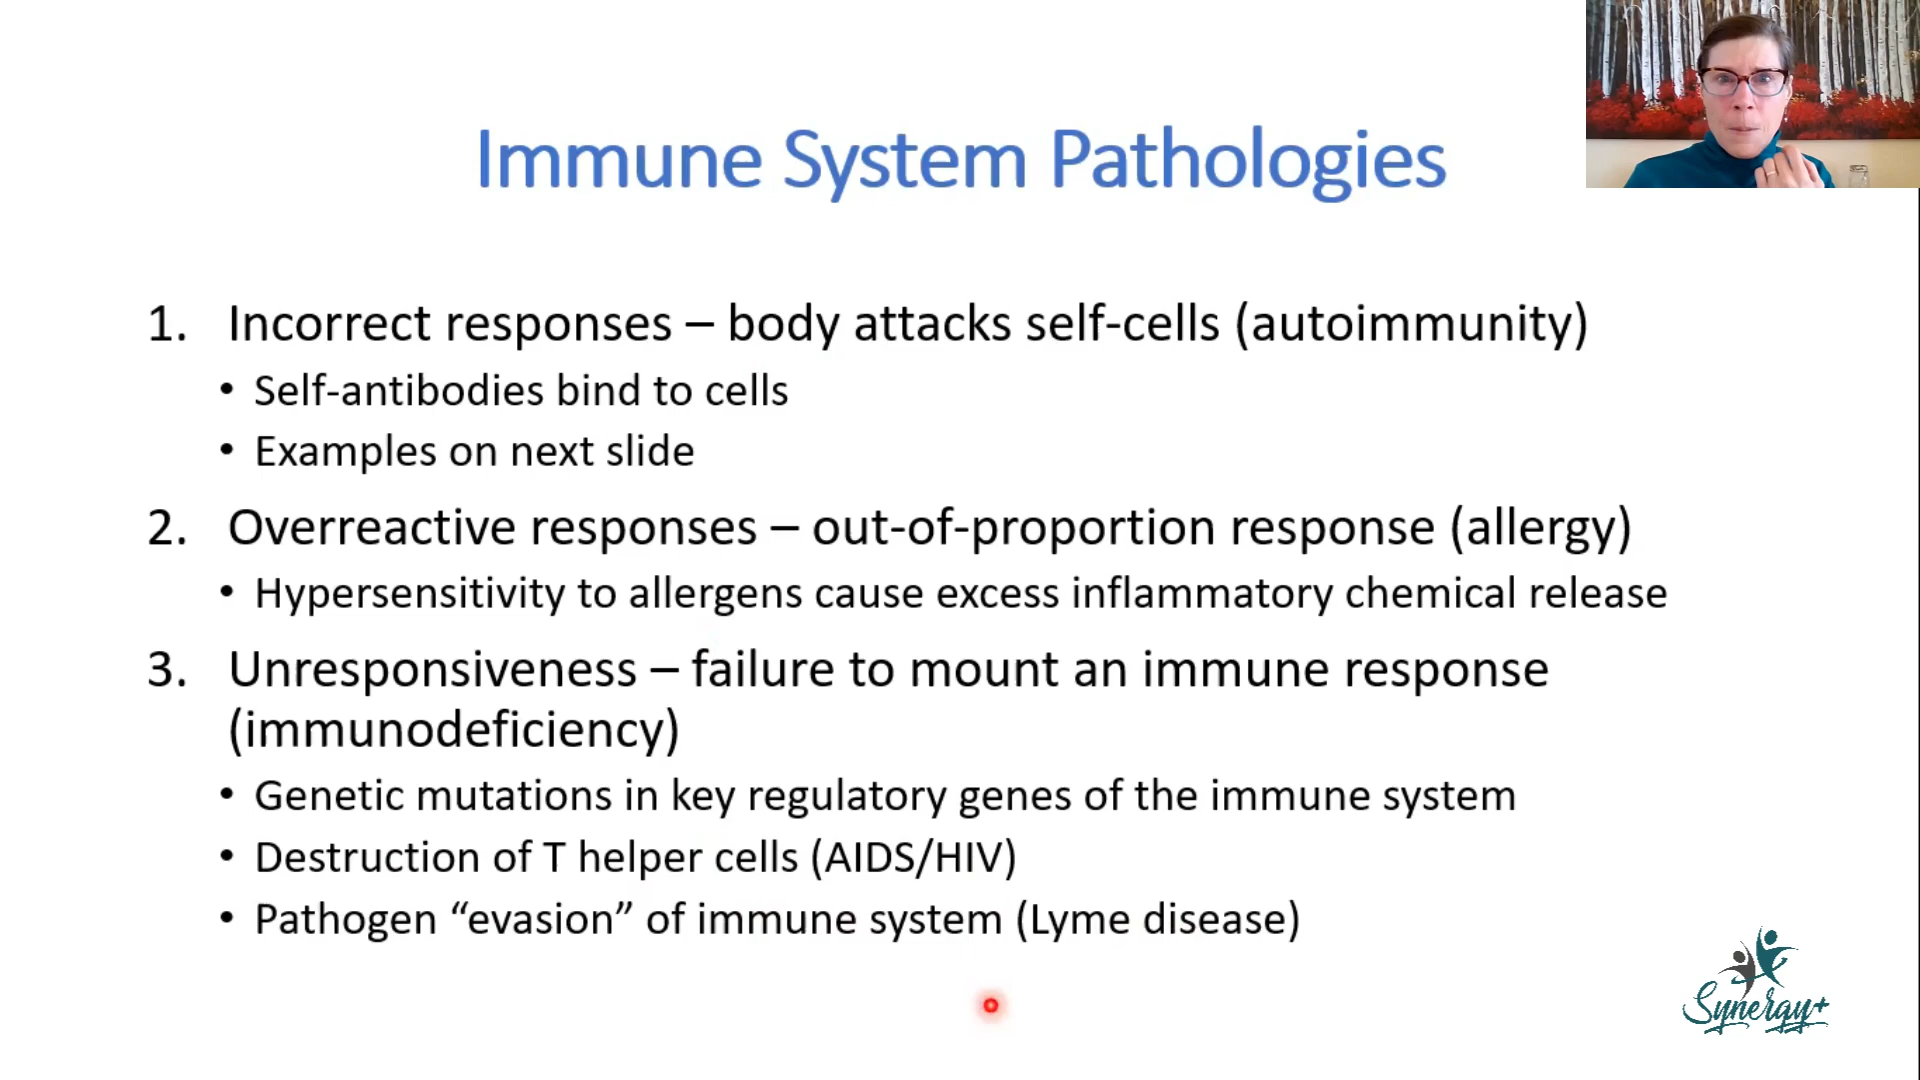 Immune System Pathologies
1. Incorrect responses – body attacks self-cells (autoimmunity)
• Self-antibodies bind to cells
• Examples on next slide
2. Overreactive responses – out-of-proportion response (allergy)
• Hypersensitivity to allergens cause excess inflammatory chemical release
3. Unresponsiveness – failure to mount an immune response
(immunodeficiency)
• Genetic mutations in key regulatory genes of the immune system
• Destruction of T helper cells (AIDS/HIV)
• Pathogen “evasion” of immune system (Lyme disease)
Synergy+